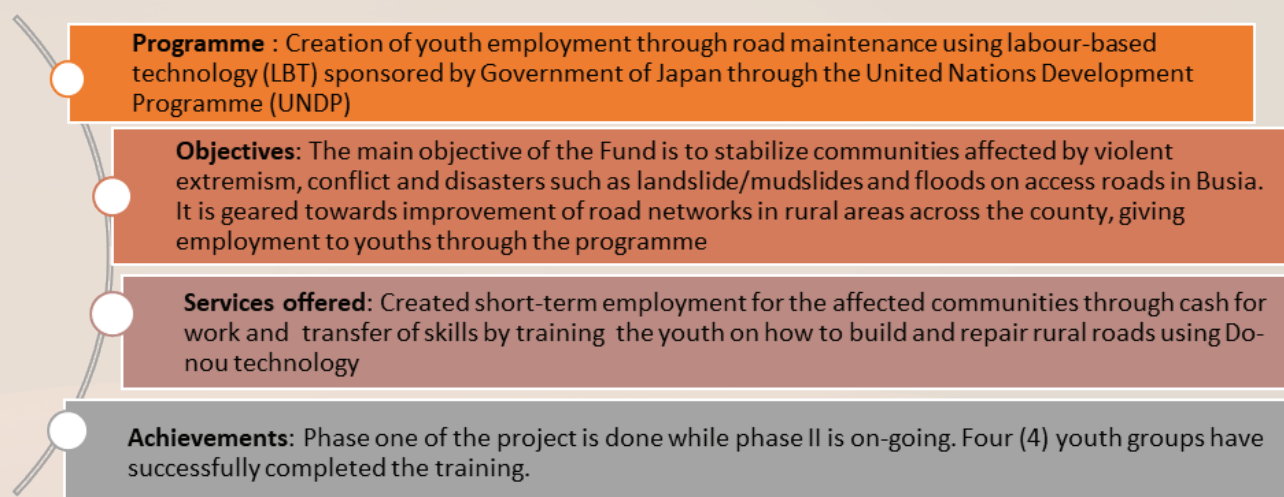 Programme : Creation of youth employment through road maintenance using labour-based
technology (LBT) sponsored by Government of Japan through the United Nations Development
Programme (UNDP)
Objectives: The main objective of the Fund is to stabilize communities affected by violent
extremism, conflict and disasters such as landslide/mudslides and floods on access roads in Busia.
It is geared towards improvement of road networks in rural areas across the county, giving
employment to youths through the programme
Services offered: Created short-term employment for the affected communities through cash for
work and transfer of skills by training the youth on how to build and repair rural roads using Do-
nou technology
Achievements: Phase one of the project is done while phase II is on-going. Four (4) youth groups have
successfully completed the training.